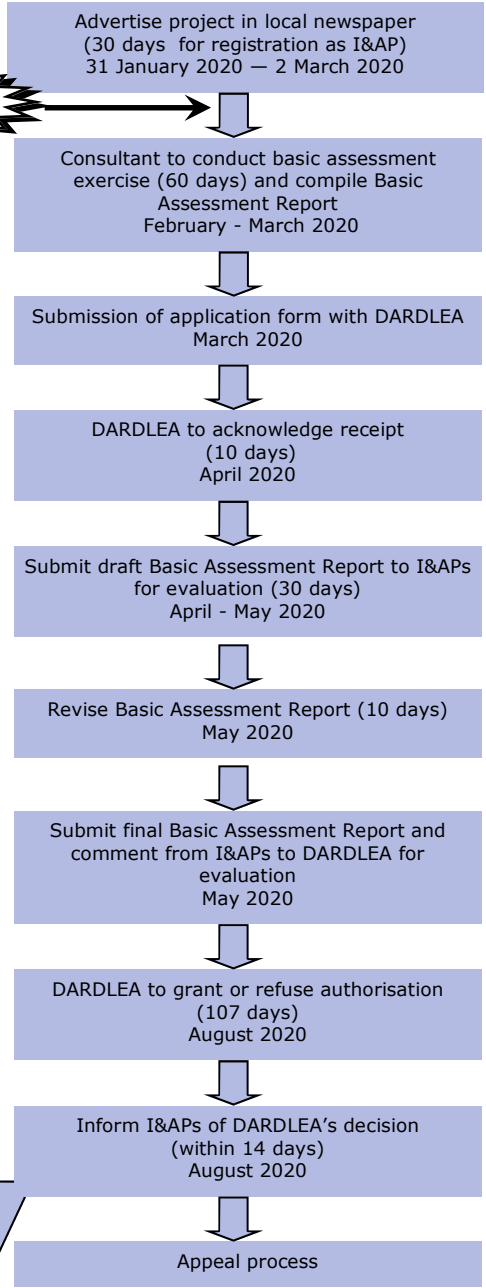 Advertise project in local newspaper
(30 days for registration as I&AP)
31 January 2020 — 2 March 2020
Consultant to conduct basic assessment
exercise (60 days) and compile Basic
Assessment Report
February - March 2020
Submission of application form with DARDLEA
March 2020
DARDLEA to acknowledge receipt
(10 days)
April 2020
Submit draft Basic Assessment Report to I&APs
for evaluation (30 days)
April - May 2020
Revise Basic Assessment Report (10 days)
May 2020
Submit final Basic Assessment Report and
comment from I&APs to DARDLEA for
evaluation
May 2020
DARDLEA to grant or refuse authorisation
(107 days)
August 2020
Inform I&APs of DARDLEA’s decision
(within 14 days)
August 2020
Appeal process